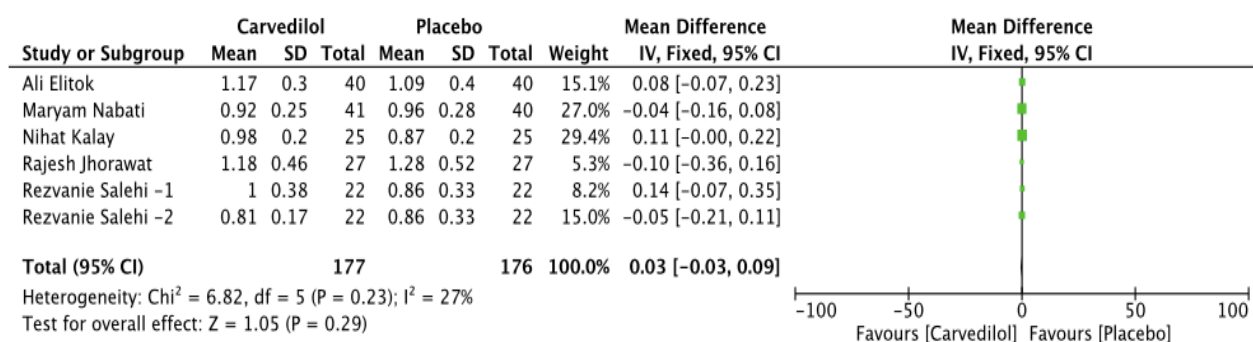 Carvedilol Placebo Mean Difference Mean Difference
Study or Subgroup Mean SD Total Mean SD Total Weight IV, Fixed, 95% CI IV, Fixed, 95% CI
Ali Elitok 1.17 0.3 40 1.09 0.4 40 15.1% 0.08 [−0.07, 0.23]
Maryam Nabati 0.92 0.25 41 0.96 0.28 40 27.0% −0.04 [−0.16, 0.08]
Nihat Kalay 0.98 0.2 25 0.87 0.2 25 29.4% 0.11 [−0.00, 0.22]
Rajesh Jhorawat 1.18 0.46 27 1.28 0.52 27 5.3% −0.10 [−0.36, 0.16]
Rezvanie Salehi −1 1 0.38 22 0.86 0.33 22 8.2% 0.14 [−0.07, 0.35]
Rezvanie Salehi −2 0.81 0.17 22 0.86 0.33 22 15.0% −0.05 [−0.21, 0.11]
Total (95% CI) 177 176 100.0% 0.03 [−0.03, 0.09]
Heterogeneity: Chi² = 6.82, df = 5 (P = 0.23); I² = 27%
Test for overall effect: Z = 1.05 (P = 0.29)
−100 −50 0 50 100
Favours [Carvedilol] Favours [Placebo]